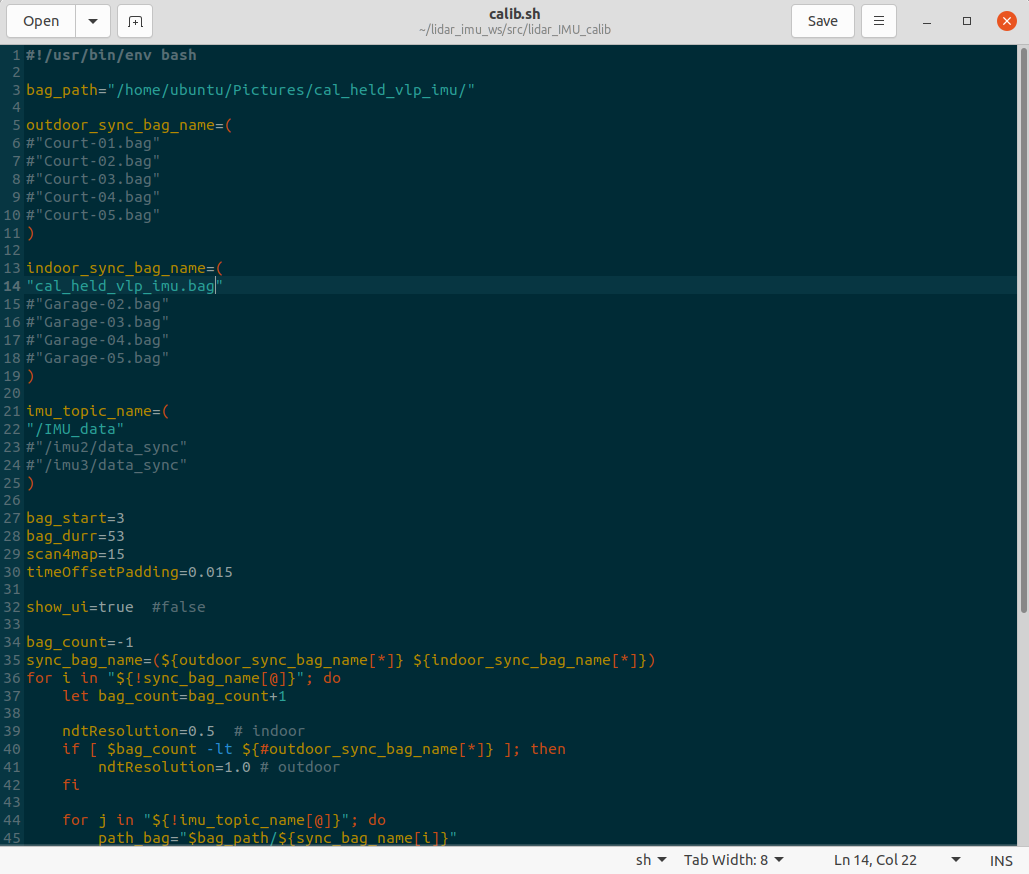 Open
calib.sh
~/lidar_imu_ws/src/lidar_IMU_calib
Save
1 #!/usr/bin/env bash
2
3 bag_path="/home/ubuntu/Pictures/cal_held_vlp_imu/"
4
5 outdoor_sync_bag_name=(
6 #"Court-01.bag"
7 #"Court-02.bag"
8 #"Court-03.bag"
9 #"Court-04.bag"
10 #"Court-05.bag"
11 )
12
13 indoor_sync_bag_name=(
14 "cal_held_vlp_imu.bag"
15 #"Garage-02.bag"
16 #"Garage-03.bag"
17 #"Garage-04.bag"
18 #"Garage-05.bag"
19 )
20
21 imu_topic_name=(
22 "/IMU_data"
23 #"/imu2/data_sync"
24 #"/imu3/data_sync"
25 )
26
27 bag_start=3
28 bag_durr=53
29 scan4map=15
30 timeOffsetPadding=0.015
31
32 show_ui=true  #false
33
34 bag_count=-1
35 sync_bag_name=(${outdoor_sync_bag_name[*]} ${indoor_sync_bag_name[*]})
36 for i in "${!sync_bag_name[@]}"; do
37     let bag_count=bag_count+1
38
39     ndtResolution=0.5  # indoor
40     if [ $bag_count -lt ${#outdoor_sync_bag_name[*]} ]; then
41         ndtResolution=1.0 # outdoor
42     fi
43
44     for j in "${!imu_topic_name[@]}"; do
45         path_bag="$bag_path/${sync_bag_name[i]}"
sh
Tab Width: 8
Ln 14, Col 22
INS